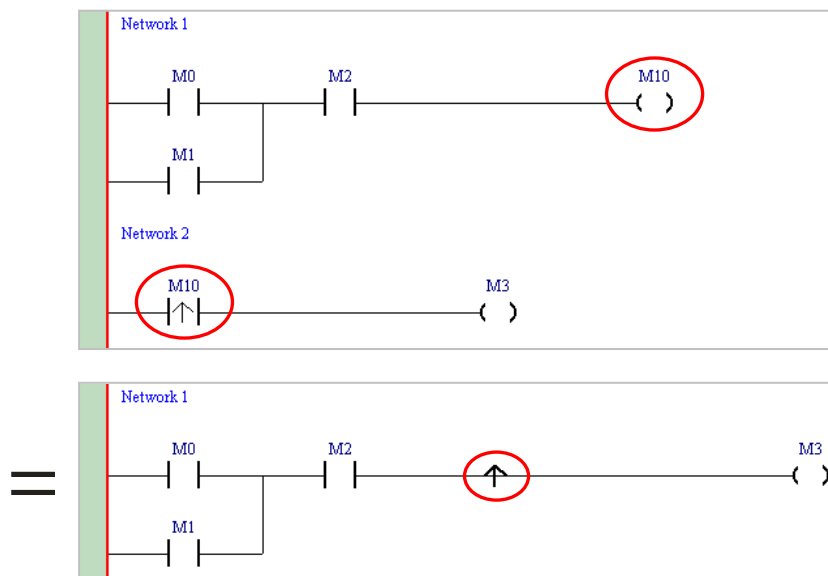 Network 1
M0 M2 M10
M1
Network 2
M10 M3
=
Network 1
M0 M2 M3
M1